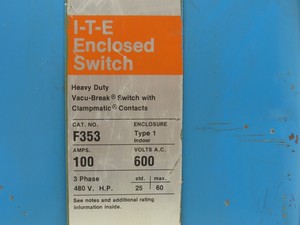 I-T-E
Enclosed
Switch
Heavy Duty
Vacu-Break® Switch with
Clampmatic® Contacts
CAT. NO. ENCLOSURE
F353 Type 1
Indoor
AMPS. VOLTS A.C.
100 600
3 Phase std. max.
480 V. H.P. 25 60
See notes and additional rating
information inside.